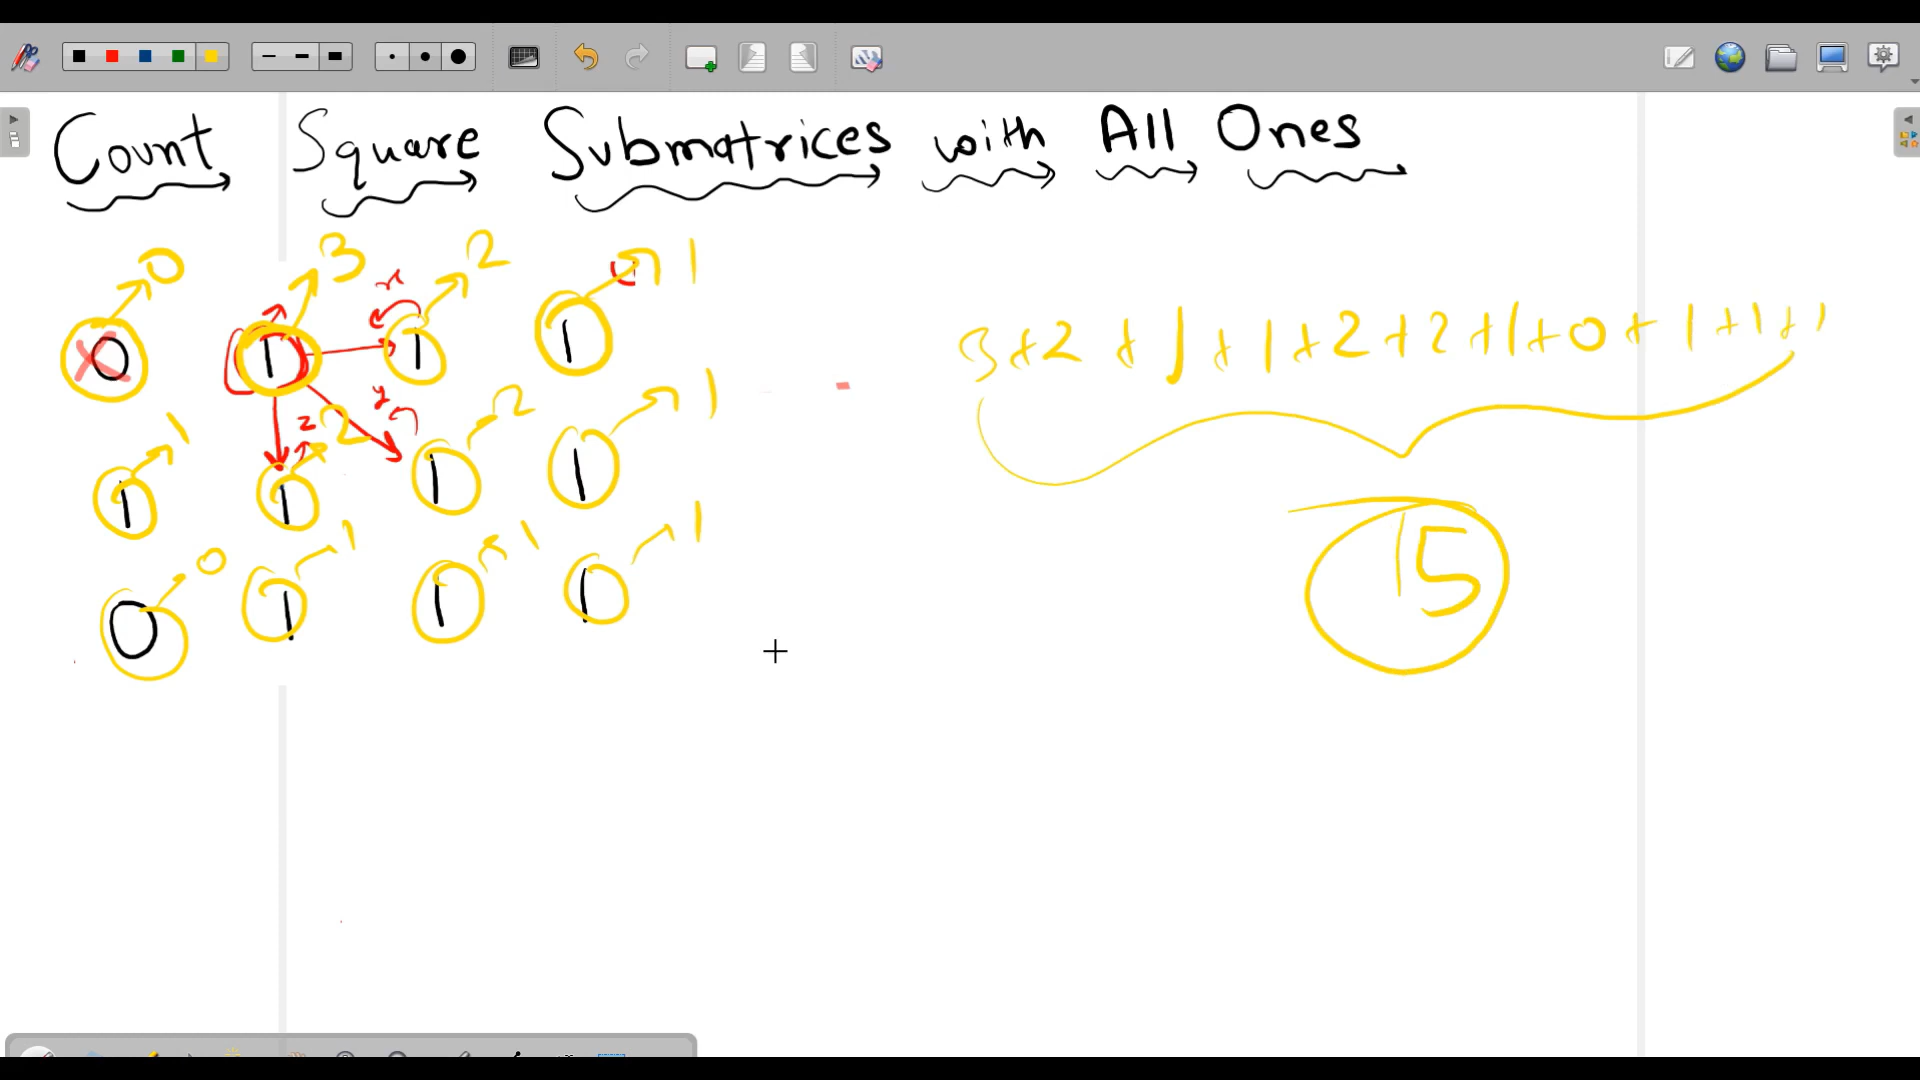 Count Square Submatrices with All Ones
0 3 x 2 1
0 1 1 1
3+2+1+1+2+2+1+0+1+1+1
1 z 2 y 2 1
1 1 1 1
15
0 1 1 1
0 1 1 1